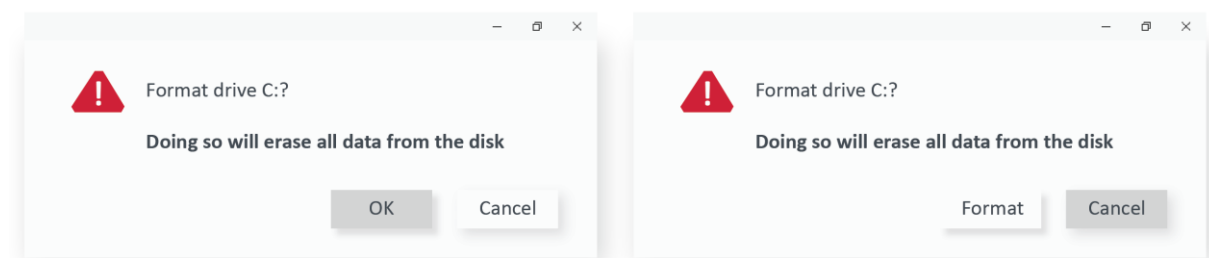 Format drive C:?
Doing so will erase all data from the disk
OK Cancel
Format drive C:?
Doing so will erase all data from the disk
Format Cancel